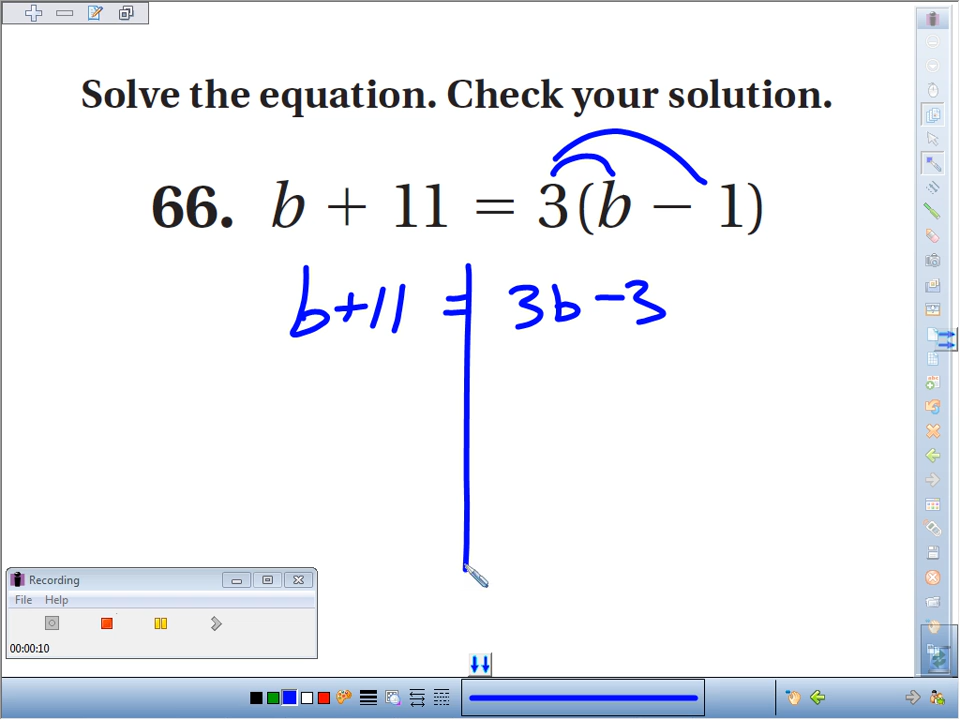 Solve the equation. Check your solution.
66. b + 11 = 3(b − 1)
b+11 = 3b-3
Recording
File Help
00:00:10